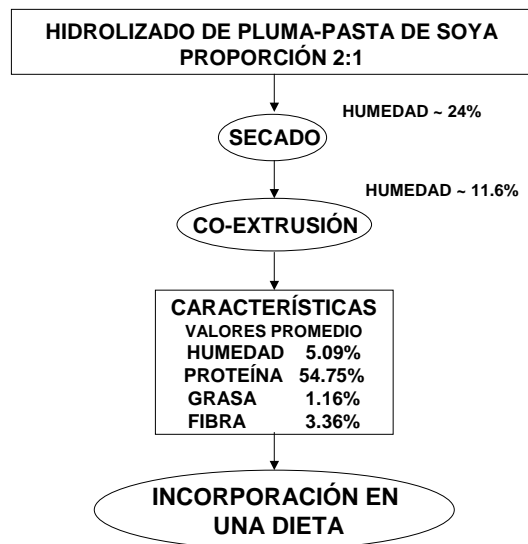 HIDROLIZADO DE PLUMA-PASTA DE SOYA
PROPORCIÓN 2:1
HUMEDAD ~ 24%
SECADO
HUMEDAD ~ 11.6%
CO-EXTRUSIÓN
CARACTERÍSTICAS
VALORES PROMEDIO
HUMEDAD 5.09%
PROTEÍNA 54.75%
GRASA 1.16%
FIBRA 3.36%
INCORPORACIÓN EN
UNA DIETA